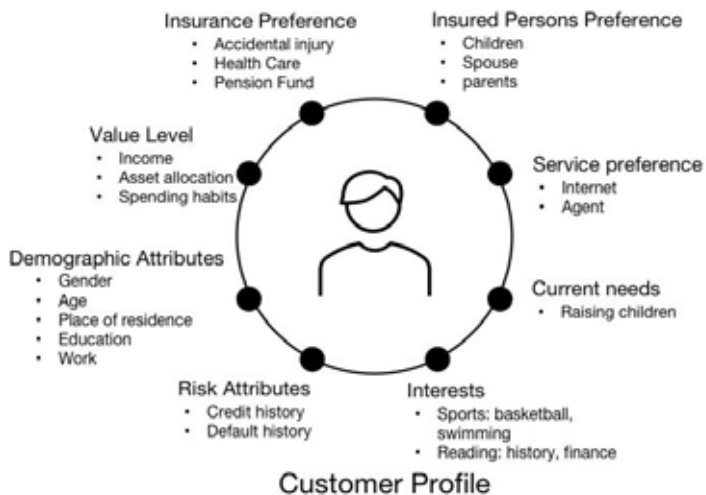 Insurance Preference
• Accidental injury
• Health Care
• Pension Fund
Insured Persons Preference
• Children
• Spouse
• parents
Value Level
• Income
• Asset allocation
• Spending habits
Service preference
• Internet
• Agent
Demographic Attributes
• Gender
• Age
• Place of residence
• Education
• Work
Current needs
• Raising children
Risk Attributes
• Credit history
• Default history
Interests
• Sports: basketball,
swimming
• Reading: history, finance
Customer Profile